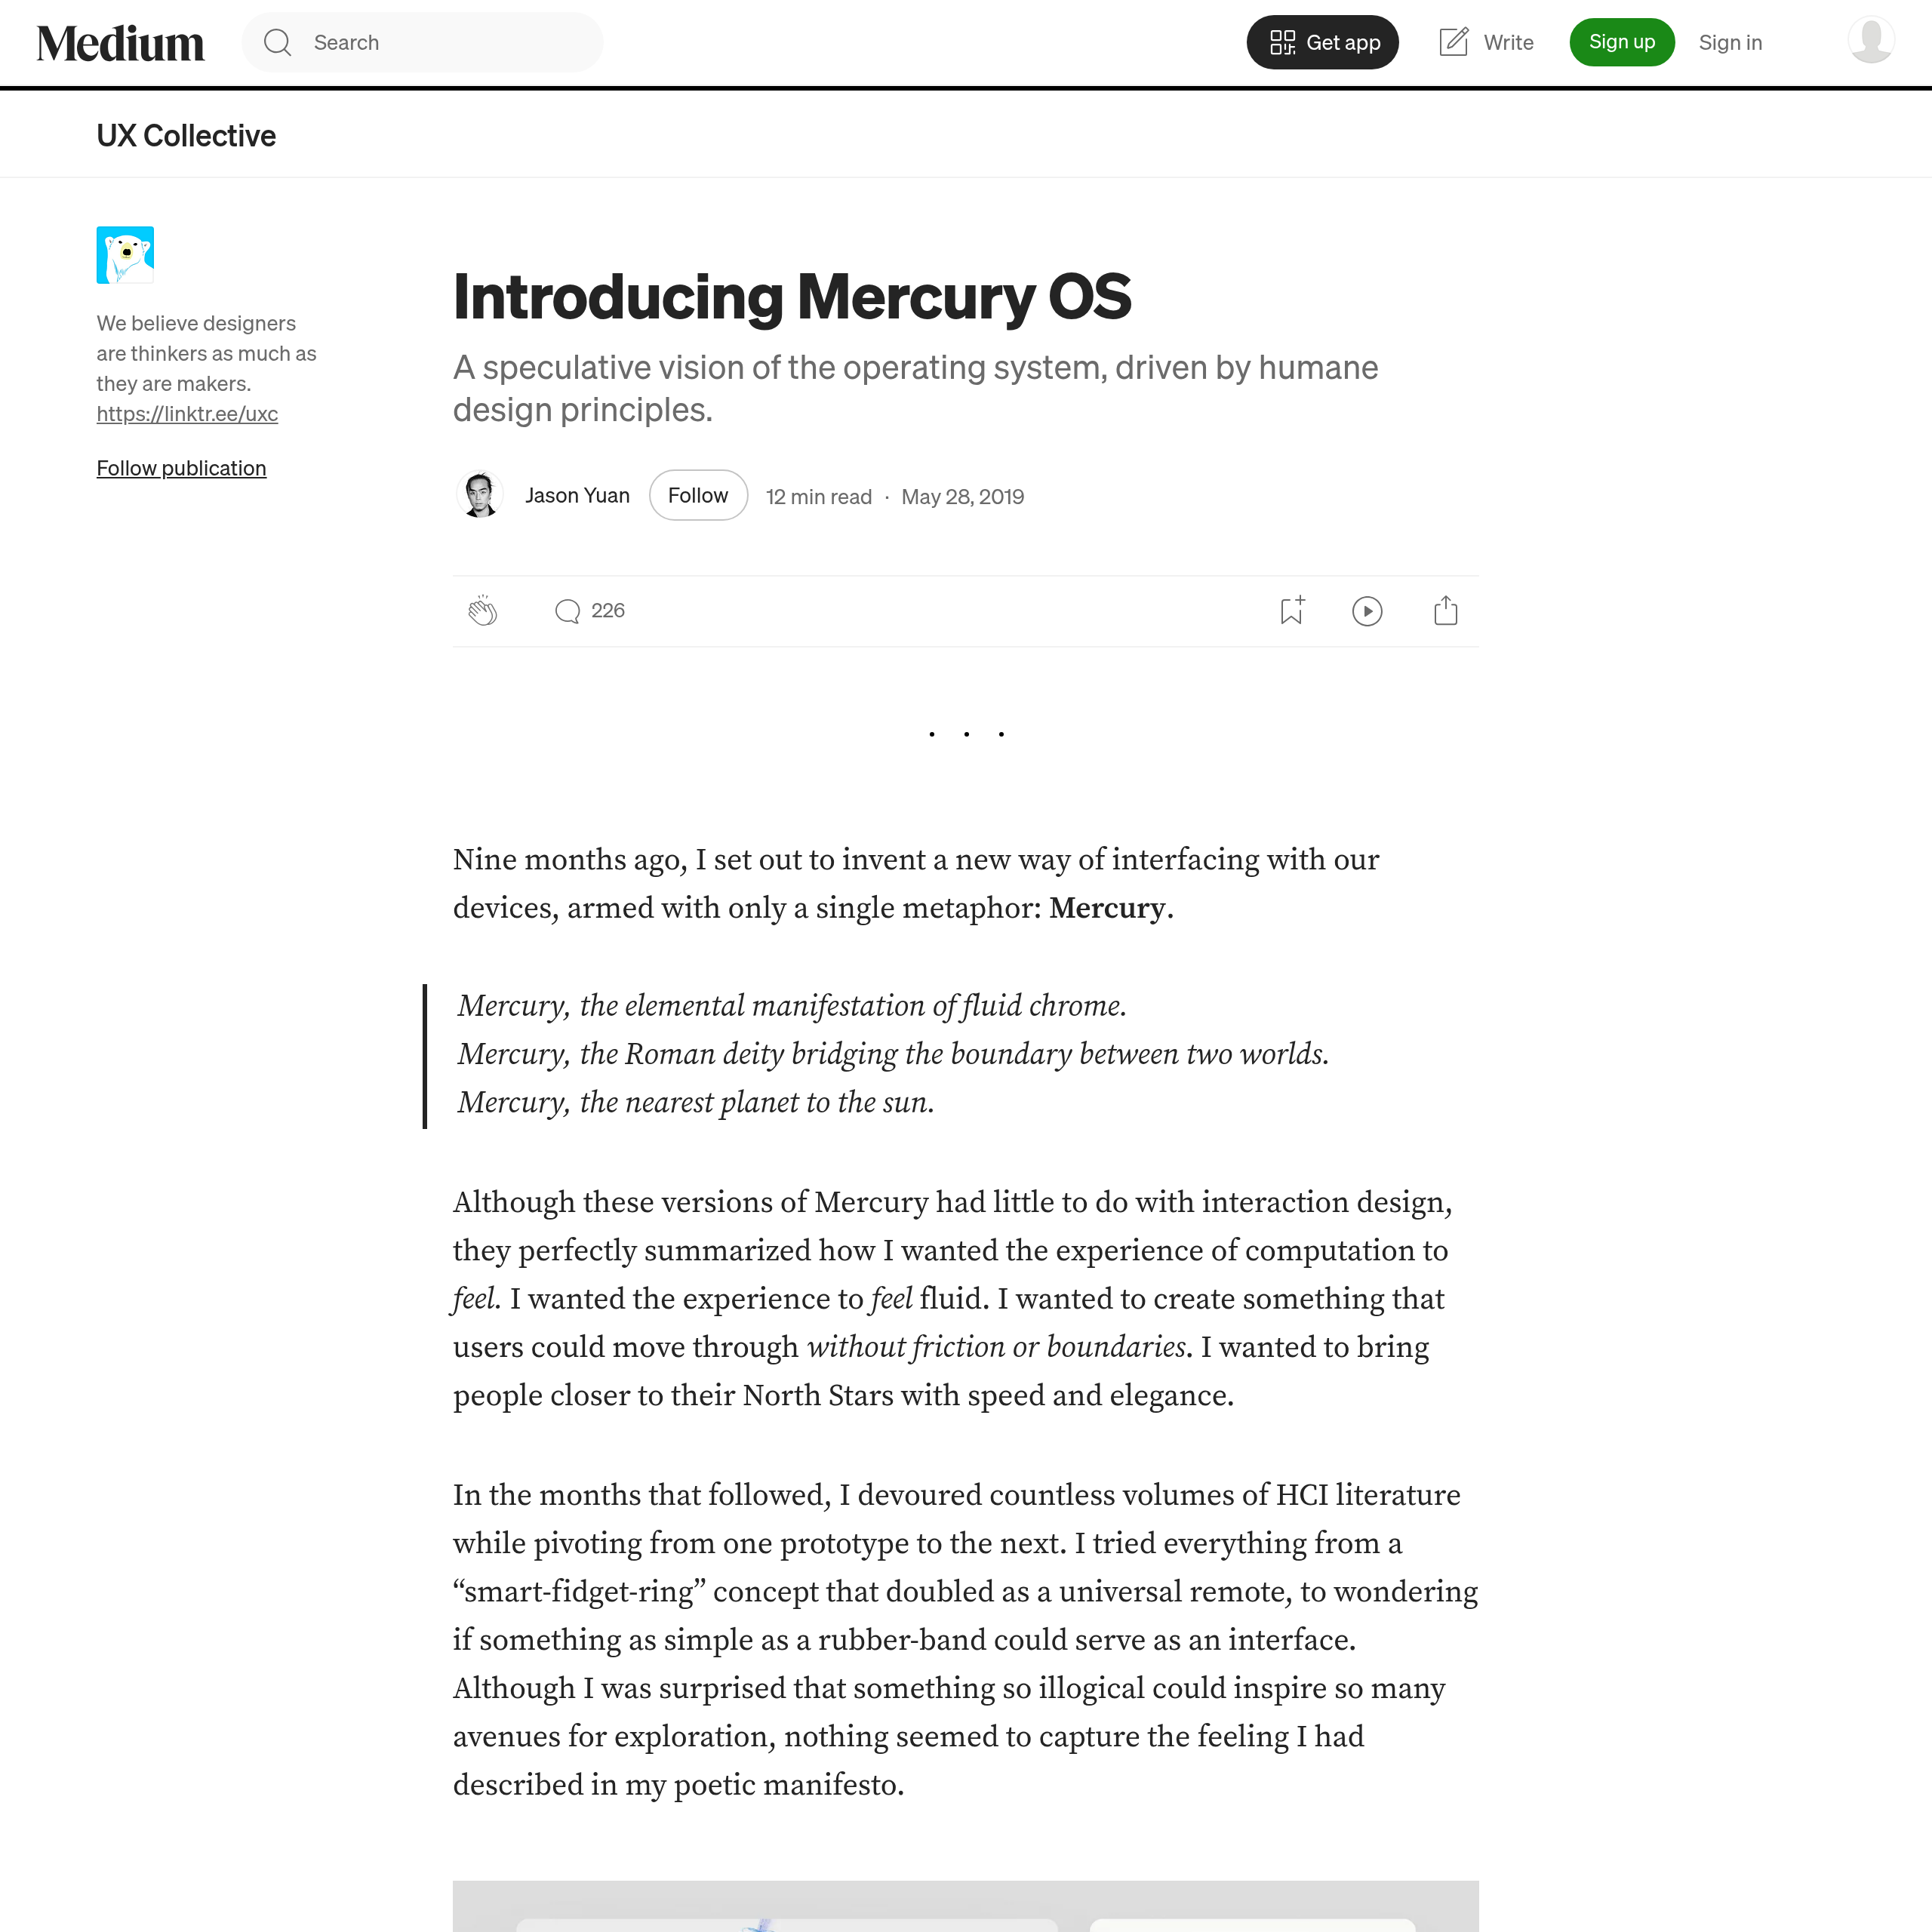 Medium
Search
Get app
Write
Sign up
Sign in
UX Collective
We believe designers
are thinkers as much as
they are makers.
https://linktr.ee/uxc
Follow publication
Introducing Mercury OS
A speculative vision of the operating system, driven by humane
design principles.
Jason Yuan
Follow
12 min read · May 28, 2019
226
. . .
Nine months ago, I set out to invent a new way of interfacing with our
devices, armed with only a single metaphor: Mercury.
Mercury, the elemental manifestation of fluid chrome.
Mercury, the Roman deity bridging the boundary between two worlds.
Mercury, the nearest planet to the sun.
Although these versions of Mercury had little to do with interaction design,
they perfectly summarized how I wanted the experience of computation to
feel. I wanted the experience to feel fluid. I wanted to create something that
users could move through without friction or boundaries. I wanted to bring
people closer to their North Stars with speed and elegance.
In the months that followed, I devoured countless volumes of HCI literature
while pivoting from one prototype to the next. I tried everything from a
“smart-fidget-ring” concept that doubled as a universal remote, to wondering
if something as simple as a rubber-band could serve as an interface.
Although I was surprised that something so illogical could inspire so many
avenues for exploration, nothing seemed to capture the feeling I had
described in my poetic manifesto.